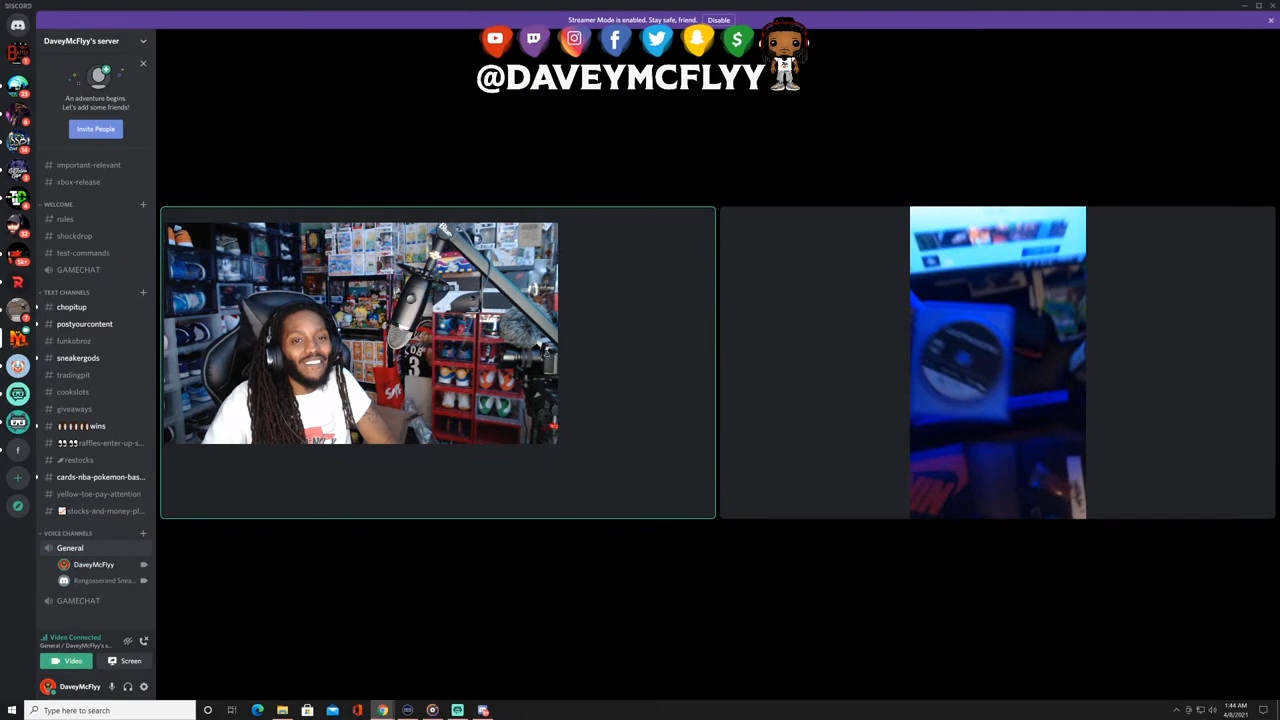 DISCORD
Streamer Mode is enabled. Stay safe, friend.
Disable
@DAVEYMCFLYY
DaveyMcFlyy's server
An adventure begins.
Let's add some friends!
Invite People
# important-relevant
# xbox-release
WELCOME
# rules
# shockdrop
# test-commands
GAMECHAT
TEXT CHANNELS
# chopitup
# postyourcontent
# funkobroz
# sneakergods
# tradingpit
# cookslots
# giveaways
# wins
# raffles-enter-up-s...
# restocks
# cards-nba-pokemon-bas...
# yellow-toe-pay-attention
# stocks-and-money-pl...
VOICE CHANNELS
General
DaveyMcFlyy
Rongosserand Snea...
GAMECHAT
Video Connected
General / DaveyMcFlyy's s...
Video
Screen
DaveyMcFlyy
Blue
3
Type here to search
1:44 AM
4/8/2021